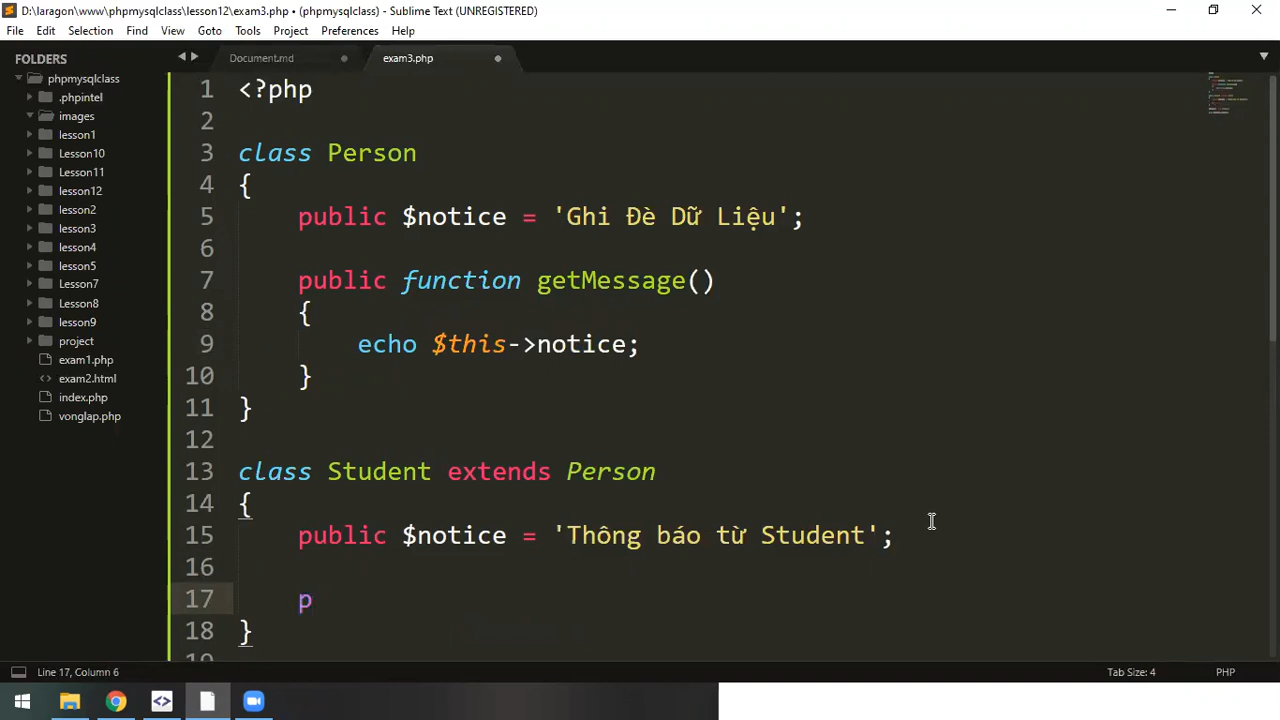 D:\laragon\www\phpmysqlclass\lesson12\exam3.php • (phpmysqlclass) - Sublime Text (UNREGISTERED)
File Edit Selection Find View Goto Tools Project Preferences Help
FOLDERS
phpmysqlclass
.phpintel
images
lesson1
Lesson10
Lesson11
lesson12
lesson2
lesson3
lesson4
lesson5
Lesson7
Lesson8
lesson9
project
exam1.php
exam2.html
index.php
vonglap.php
Document.md
exam3.php
1 <?php
2
3 class Person
4 {
5 public $notice = 'Ghi Đè Dữ Liệu';
6
7 public function getMessage()
8 {
9 echo $this->notice;
10 }
11 }
12
13 class Student extends Person
14 {
15 public $notice = 'Thông báo từ Student';
16
17 p
18 }
Line 17, Column 6
Tab Size: 4
PHP